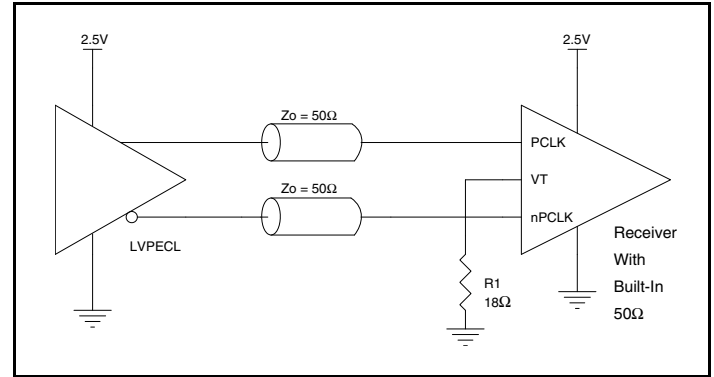 2.5V
2.5V
Zo = 50Ω
PCLK
VT
Zo = 50Ω
nPCLK
LVPECL
Receiver
With
Built-In
50Ω
R1
18Ω